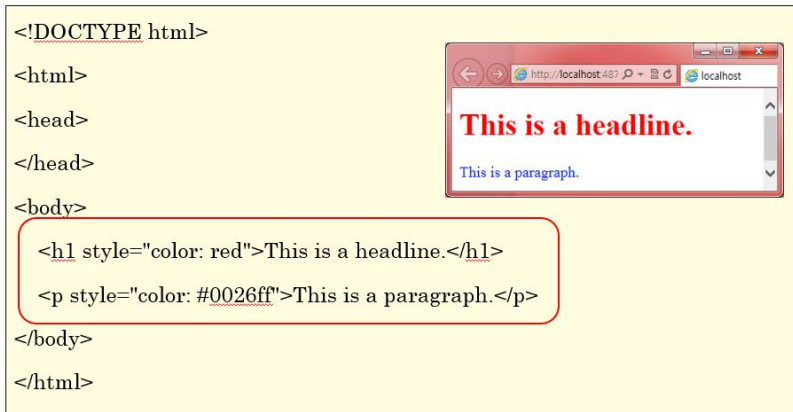 <!DOCTYPE html>
<html>
<head>
</head>
<body>
<h1 style="color: red">This is a headline.</h1>
<p style="color: #0026ff">This is a paragraph.</p>
</body>
</html>
http://localhost:487
localhost
This is a headline.
This is a paragraph.